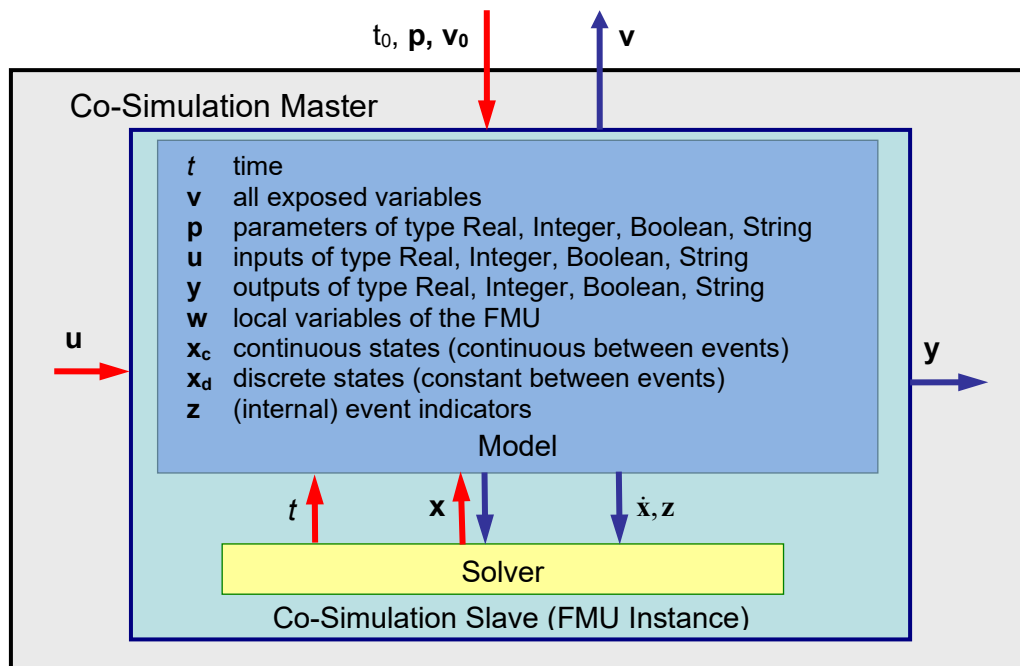 t₀, p, v₀
v
Co-Simulation Master
t time
v all exposed variables
p parameters of type Real, Integer, Boolean, String
u inputs of type Real, Integer, Boolean, String
y outputs of type Real, Integer, Boolean, String
w local variables of the FMU
x_c continuous states (continuous between events)
x_d discrete states (constant between events)
z (internal) event indicators
Model
u
y
t
x
ẋ, z
Solver
Co-Simulation Slave (FMU Instance)